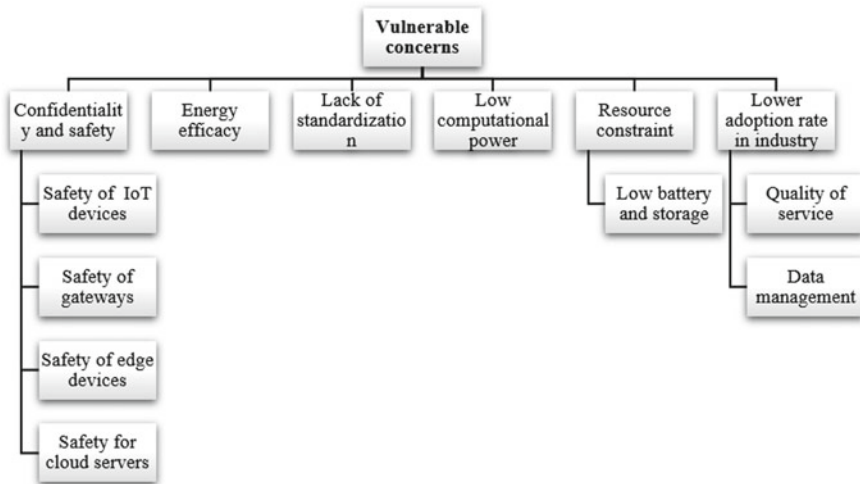 Vulnerable
concerns
Confidentialit
y and safety
Energy
efficacy
Lack of
standardizatio
n
Low
computational
power
Resource
constraint
Lower
adoption rate
in industry
Safety of IoT
devices
Safety of
gateways
Safety of edge
devices
Safety for
cloud servers
Low battery
and storage
Quality of
service
Data
management